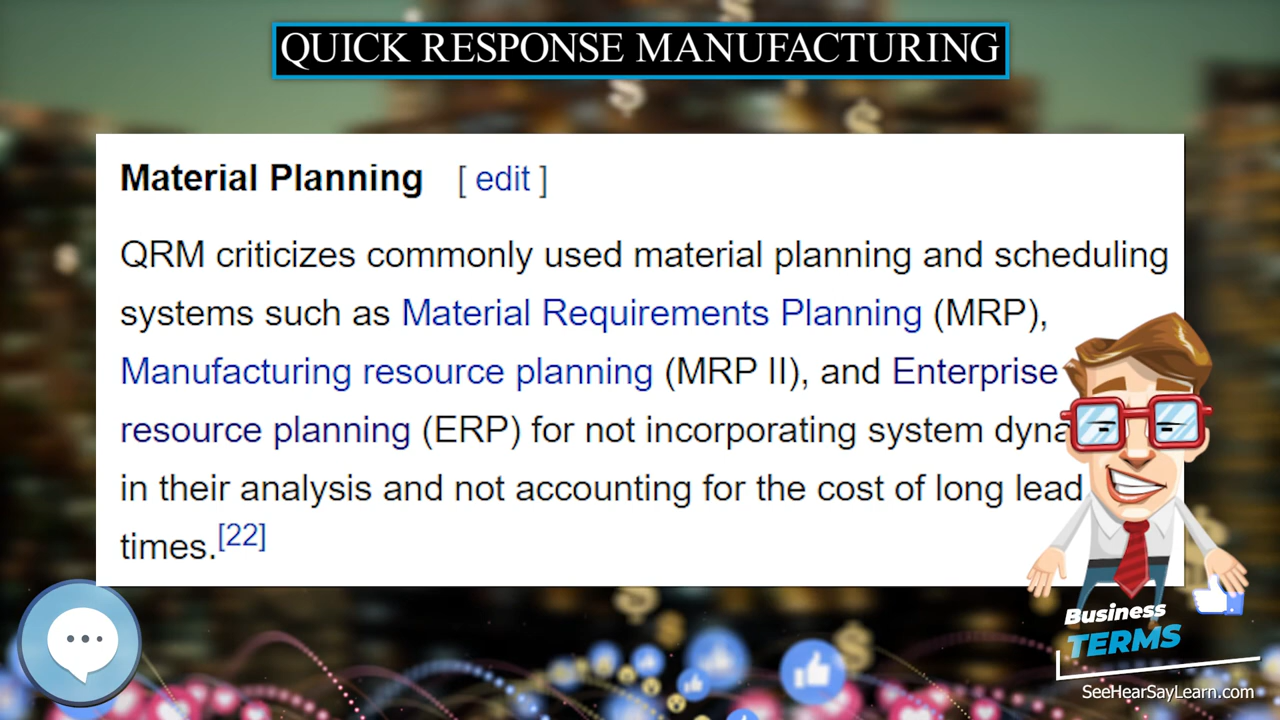 QUICK RESPONSE MANUFACTURING
Material Planning [ edit ]
QRM criticizes commonly used material planning and scheduling
systems such as Material Requirements Planning (MRP),
Manufacturing resource planning (MRP II), and Enterprise
resource planning (ERP) for not incorporating system
in their analysis and not accounting for the cost of long lead
times.[22]
Business
TERMS
SeeHearSayLearn.com